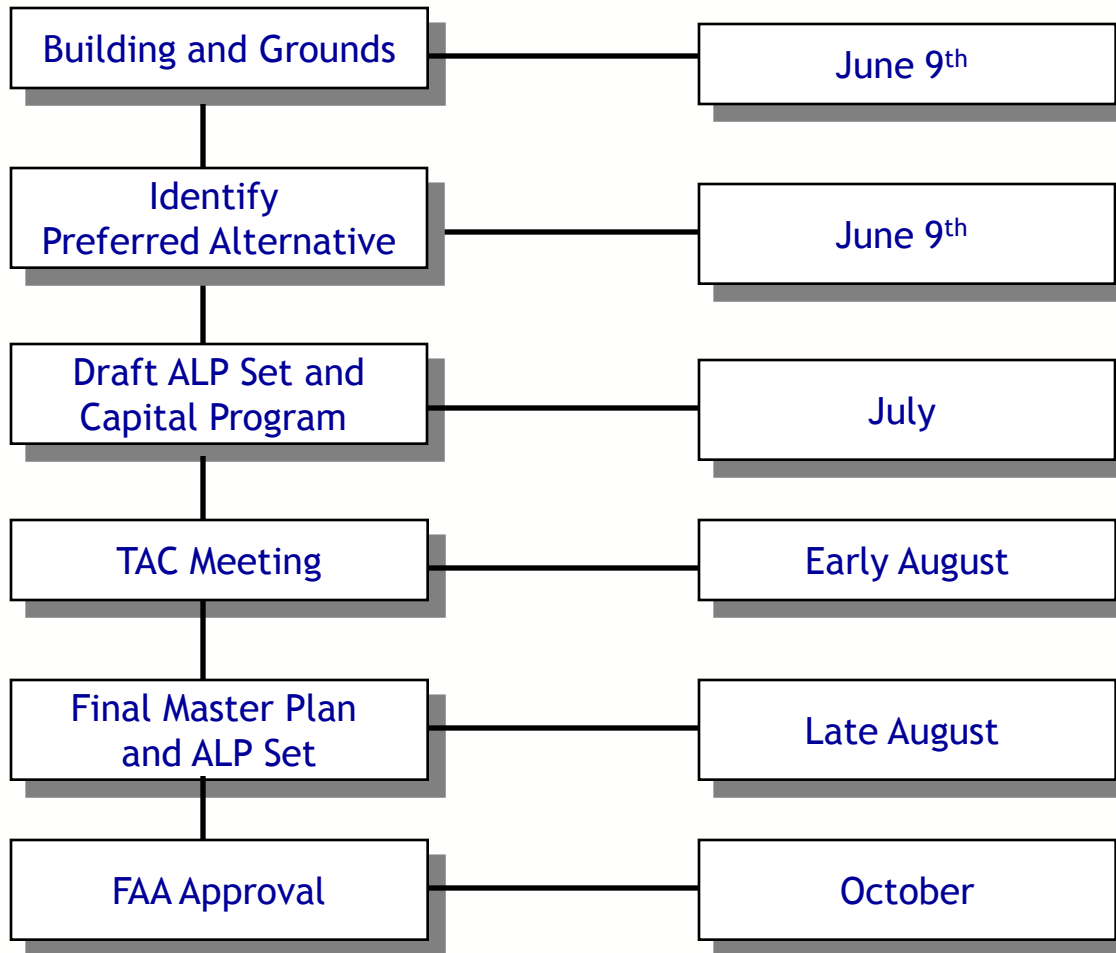 Building and Grounds
June 9th
Identify
Preferred Alternative
June 9th
Draft ALP Set and
Capital Program
July
TAC Meeting
Early August
Final Master Plan
and ALP Set
Late August
FAA Approval
October